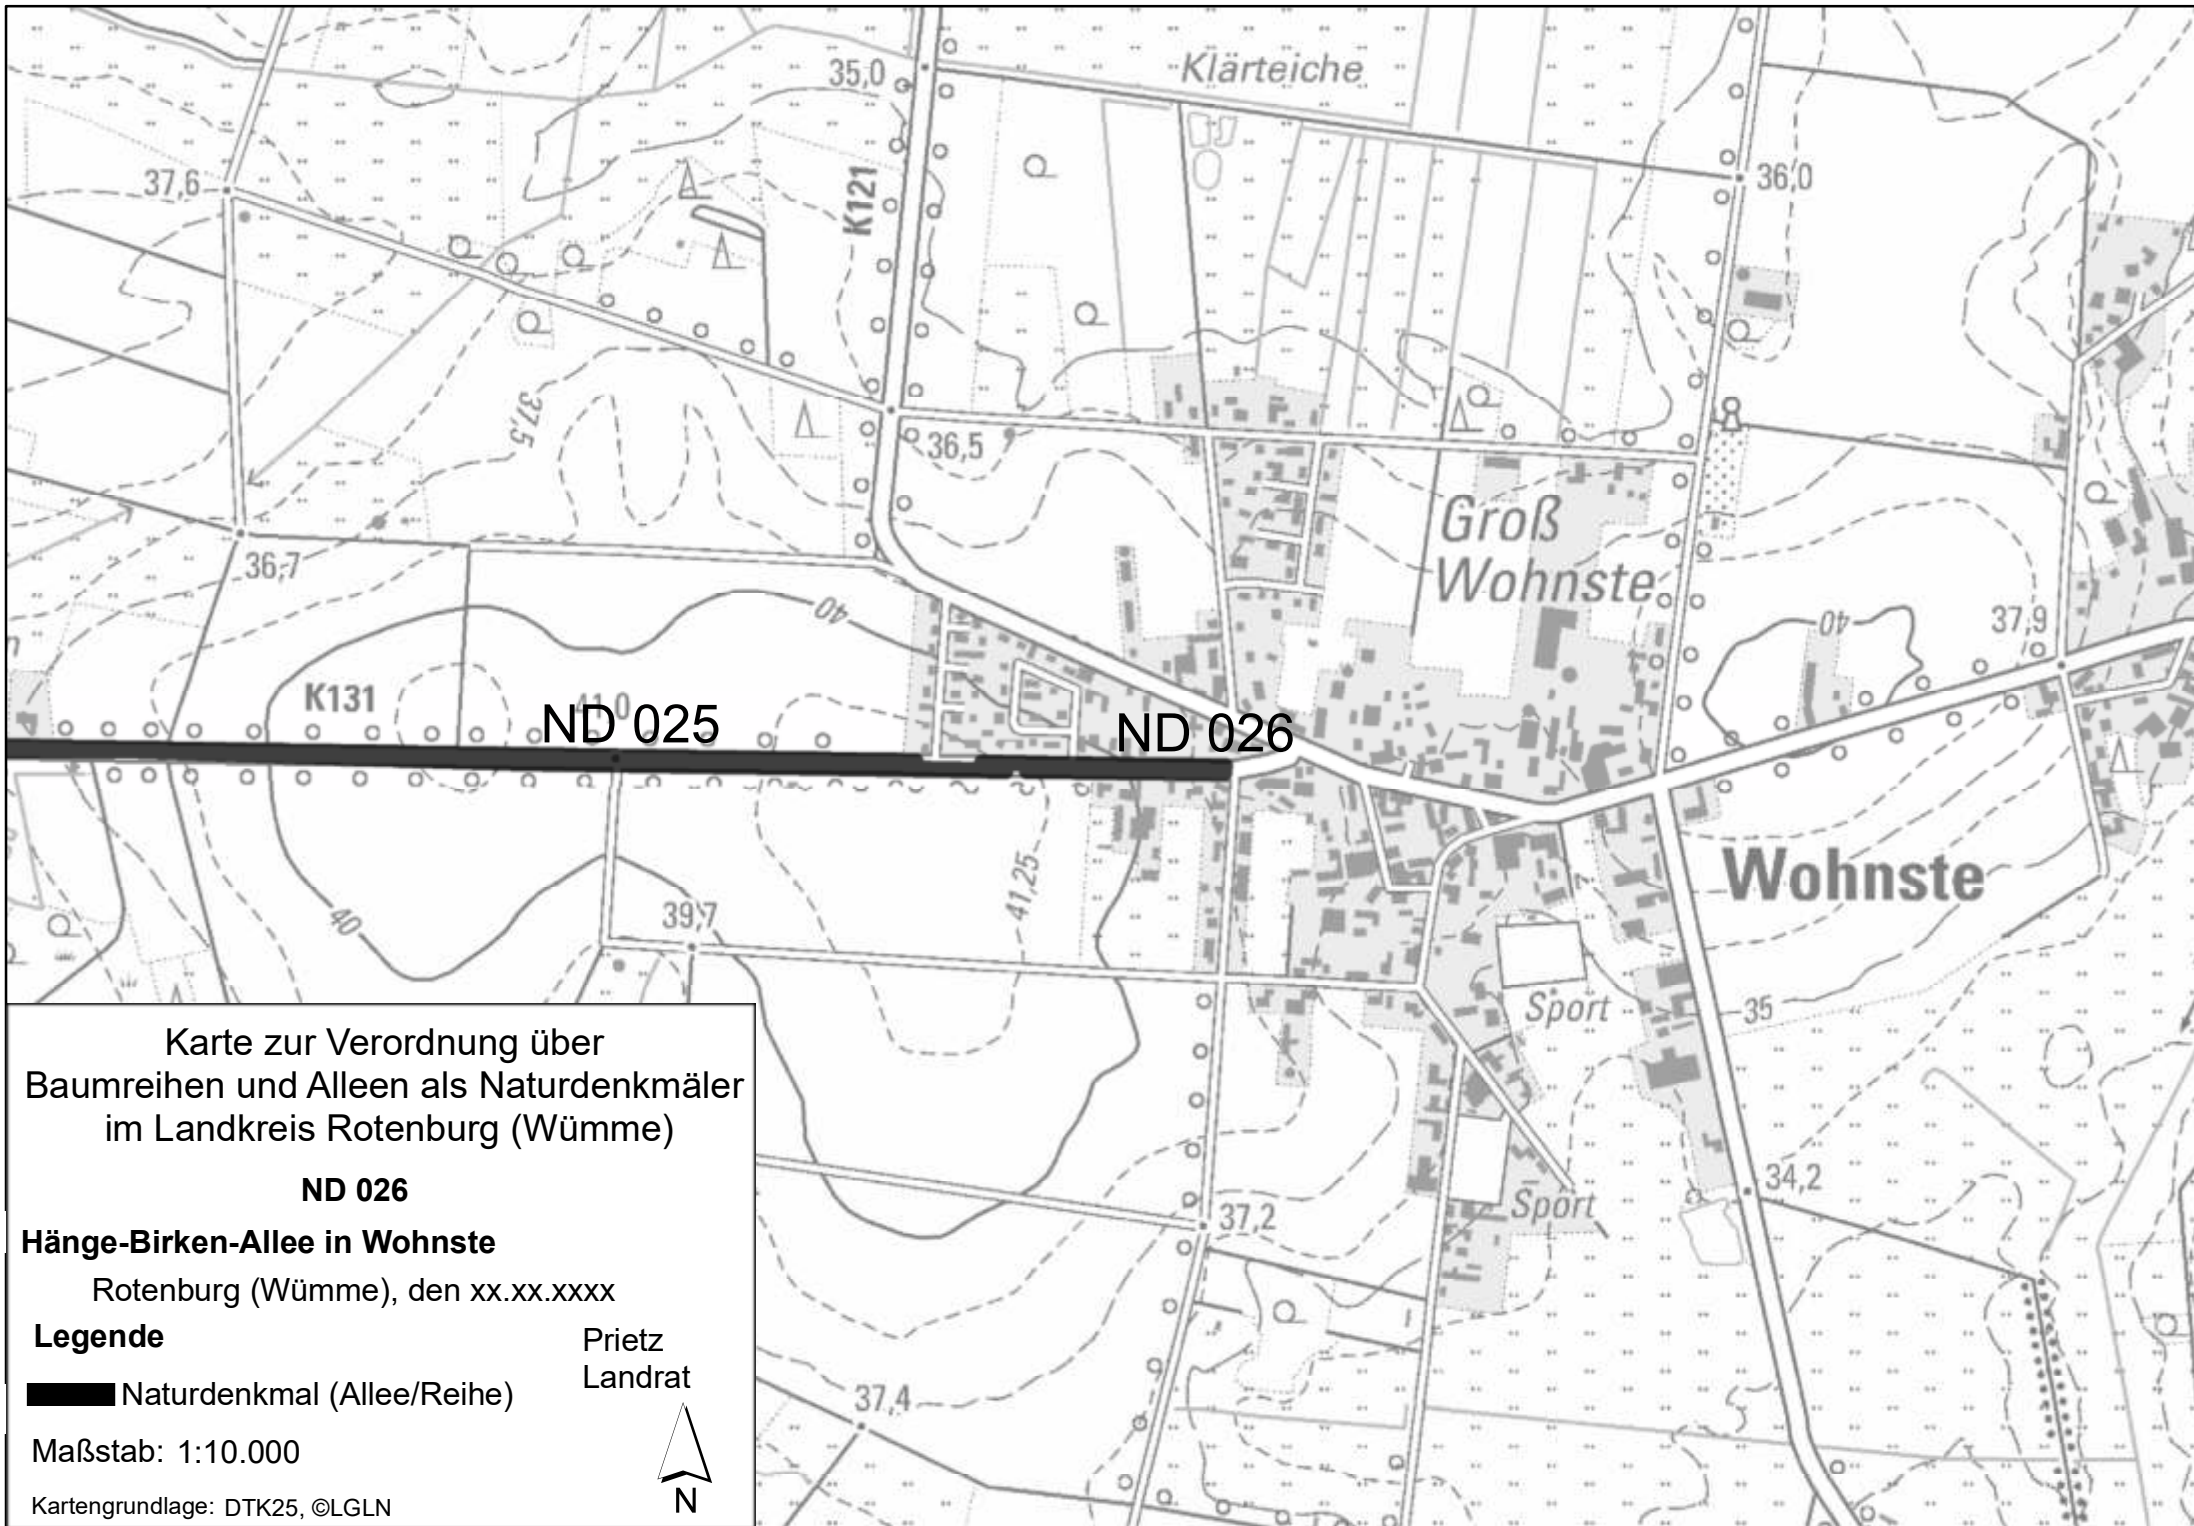 35,0
Klärteiche
37,6
K121
36,0
37,5
36,5
Groß
Wohnste
36,7
40
40
37,9
K131
41,0
ND 025
ND 026
Wohnste
41,25
40
39,7
Sport
35
34,2
Sport
37,2
37,4
Karte zur Verordnung über
Baumreihen und Alleen als Naturdenkmäler
im Landkreis Rotenburg (Wümme)
ND 026
Hänge-Birken-Allee in Wohnste
Rotenburg (Wümme), den xx.xx.xxxx
Legende
Prietz
Landrat
Naturdenkmal (Allee/Reihe)
Maßstab: 1:10.000
N
Kartengrundlage: DTK25, ©LGLN